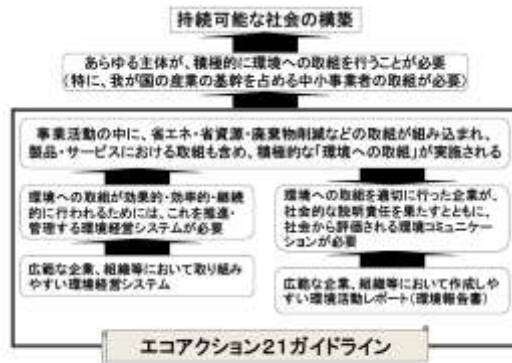 持続可能な社会の構築
あらゆる主体が、積極的に環境への取組を行うことが必要
(特に、我が国の産業の基幹を占める中小事業者の取組が必要)
事業活動の中に、省エネ・省資源・廃棄物削減などの取組が組み込まれ、
製品・サービスにおける取組も含め、積極的な「環境への取組」が実施される
環境への取組が効果的・効率的・継続
的に行われるためには、これを推進・
管理する環境経営システムが必要
環境への取組を適切に行った企業が、
社会的な説明責任を果たすとともに、
社会から評価される環境コミュニケー
ションが必要
広範な企業、組織等において取り組み
やすい環境経営システム
広範な企業、組織等において作成しや
すい環境活動レポート(環境報告書)
エコアクション21ガイドライン